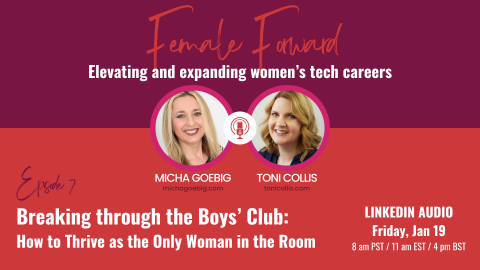 Female Forward
Elevating and expanding women's tech careers
MICHA GOEBIG
michagoebig.com
TONI COLLIS
tonicollis.com
Episode 7
Breaking through the Boys' Club:
How to Thrive as the Only Woman in the Room
LINKEDIN AUDIO
Friday, Jan 19
8 am PST / 11 am EST / 4 pm BST